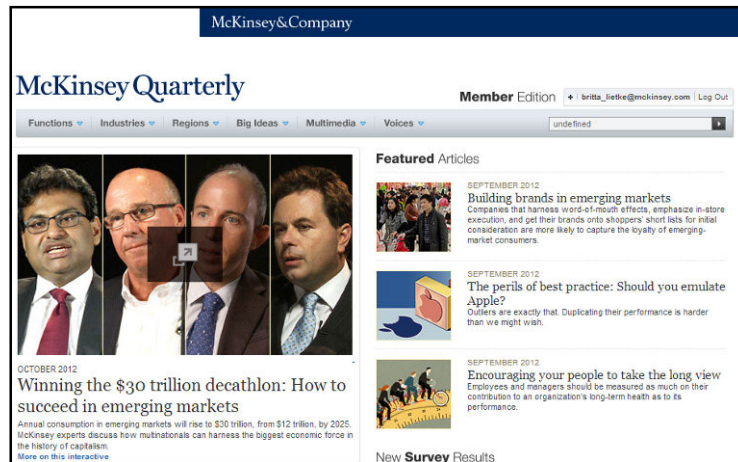 McKinsey&Company
McKinsey Quarterly
Member Edition + | britta_lietke@mckinsey.com | Log Out
Functions Industries Regions Big Ideas Multimedia Voices undefined
Featured Articles
SEPTEMBER 2012
Building brands in emerging markets
Companies that harness word-of-mouth effects, emphasize in-store
execution, and get their brands onto shoppers' short lists for initial
consideration are more likely to capture the loyalty of emerging-
market consumers.
SEPTEMBER 2012
The perils of best practice: Should you emulate
Apple?
Outliers are exactly that. Duplicating their performance is harder
than we might wish.
SEPTEMBER 2012
Encouraging your people to take the long view
Employees and managers should be measured as much on their
contribution to an organization's long-term health as to its
performance.
New Survey Results
OCTOBER 2012
Winning the $30 trillion decathlon: How to
succeed in emerging markets
Annual consumption in emerging markets will rise to $30 trillion, from $12 trillion, by 2025.
McKinsey experts discuss how multinationals can harness the biggest economic force in
the history of capitalism.
More on this interactive